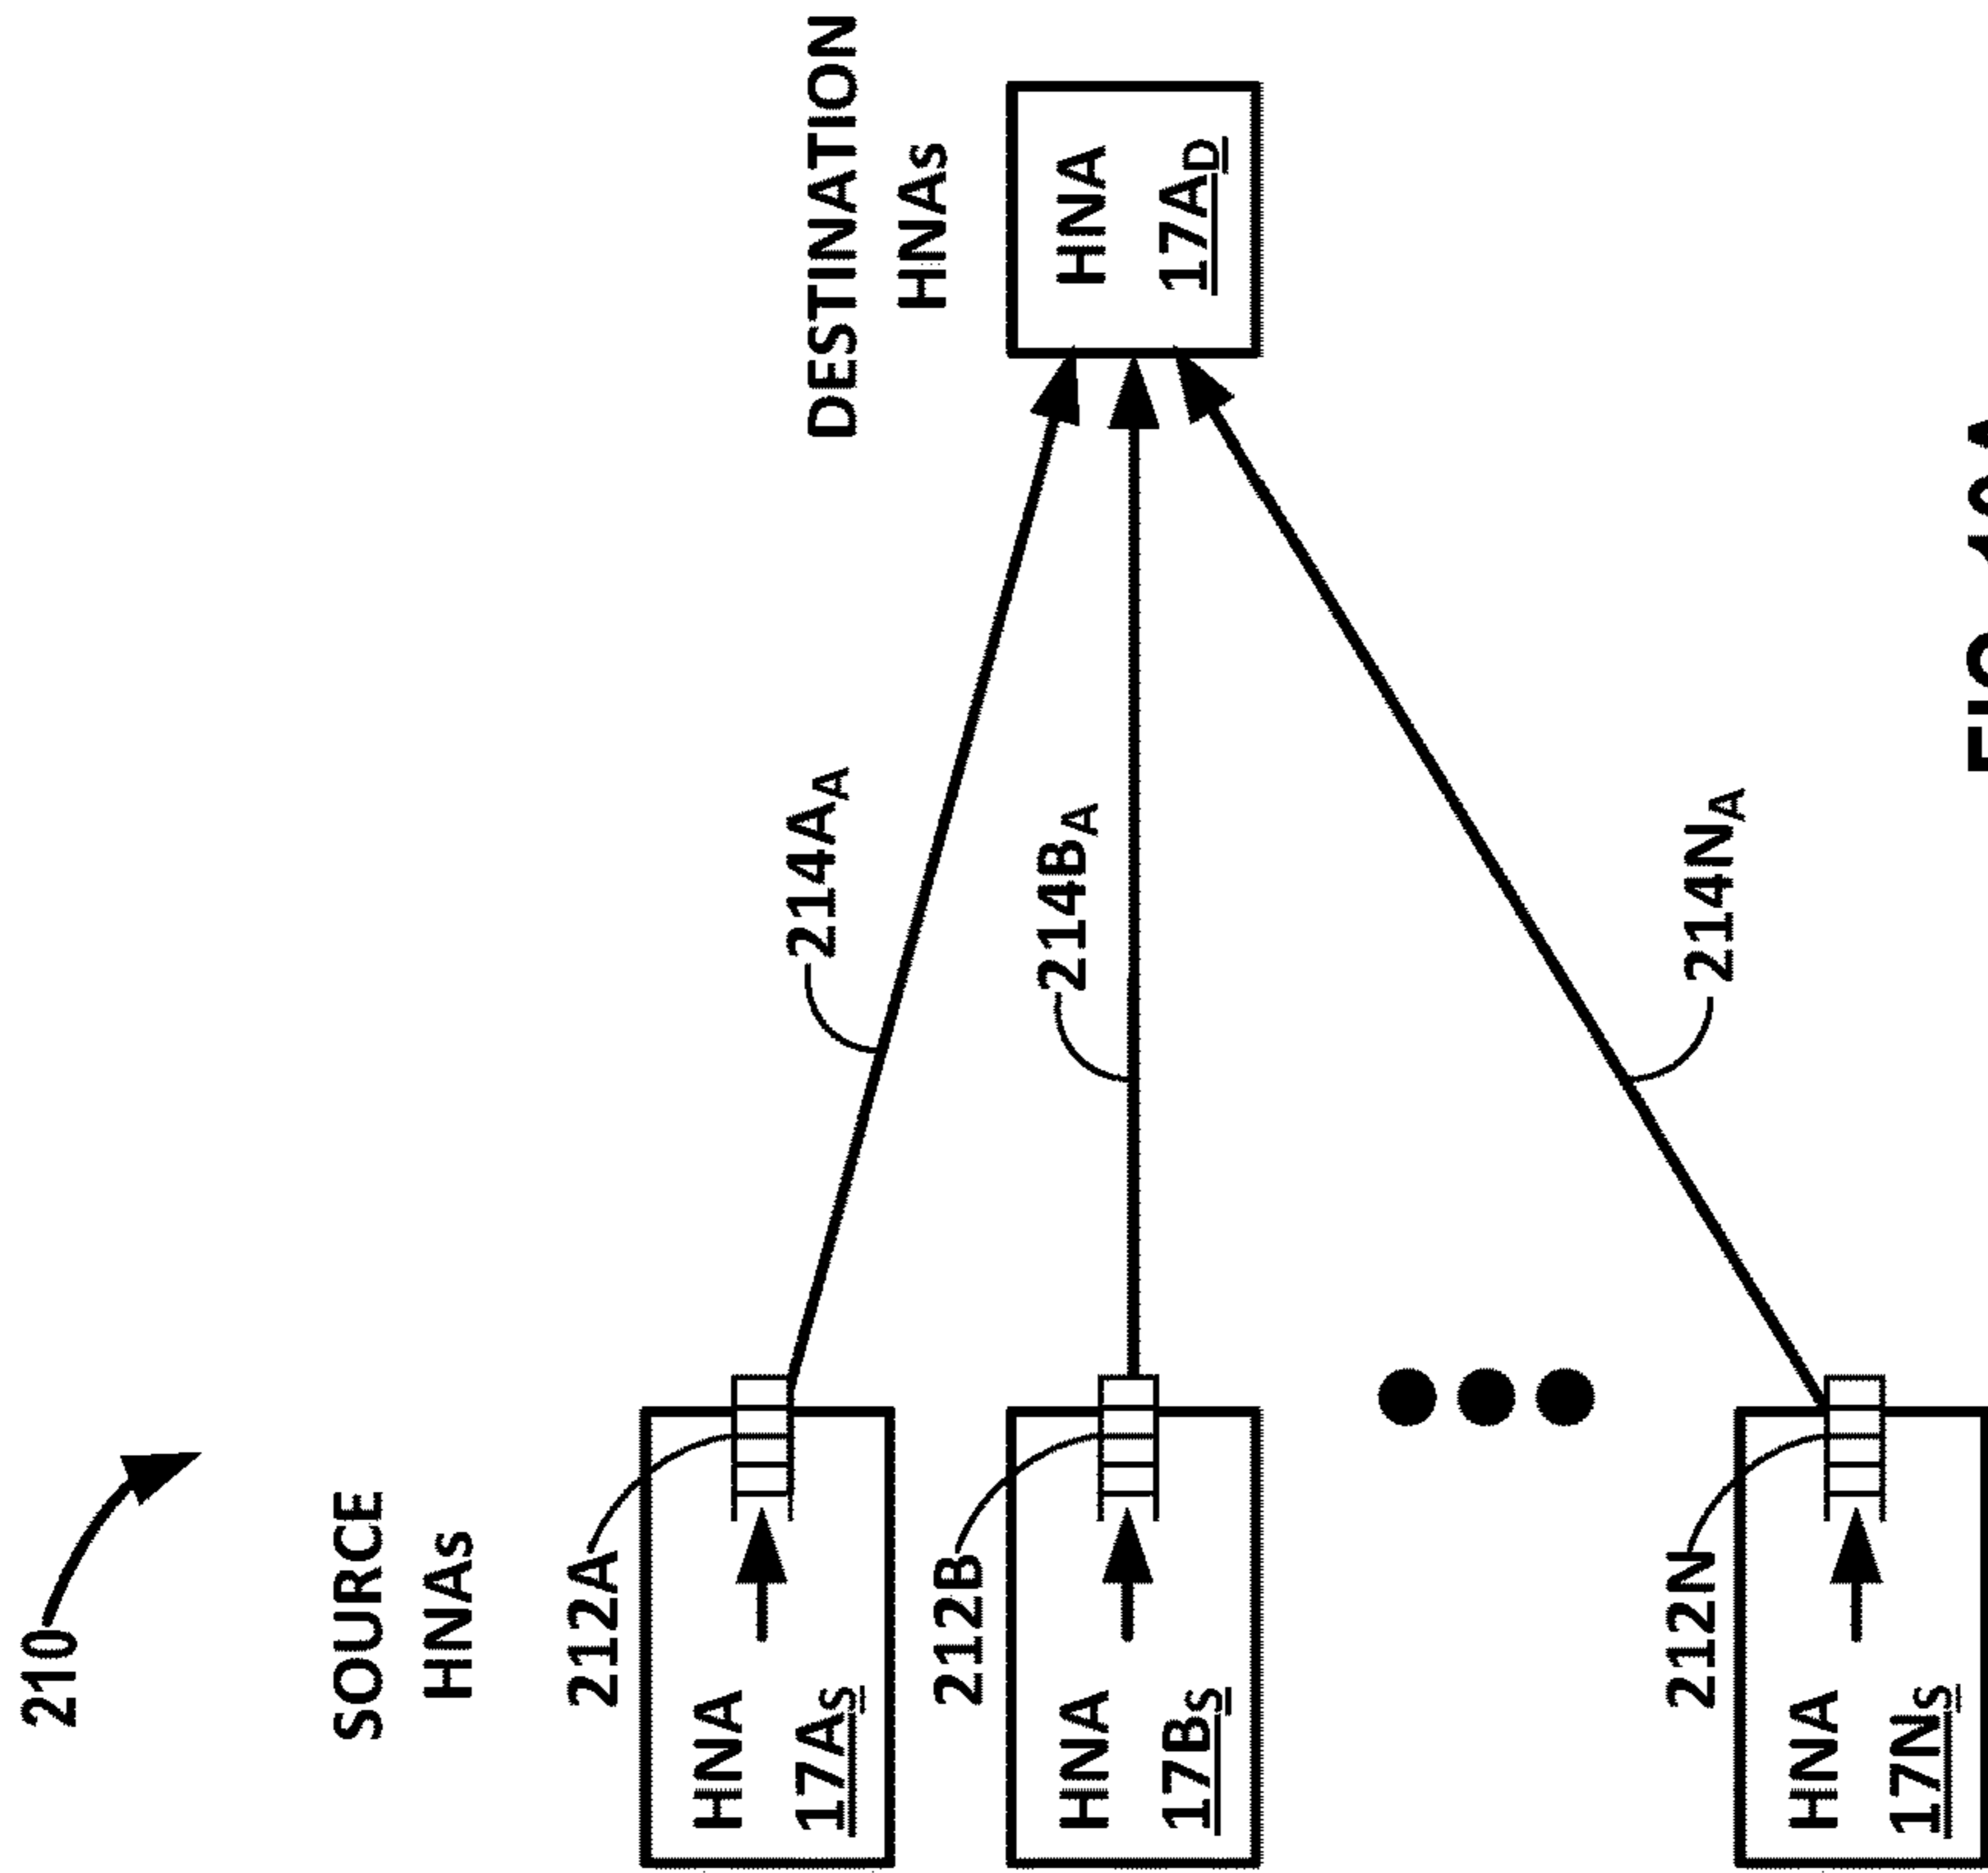 210
SOURCE
HNAs
DESTINATION
HNAs
212A
HNA
17As
214AA
HNA
17AD
212B
HNA
17Bs
214BA
212N
HNA
17Ns
214NA